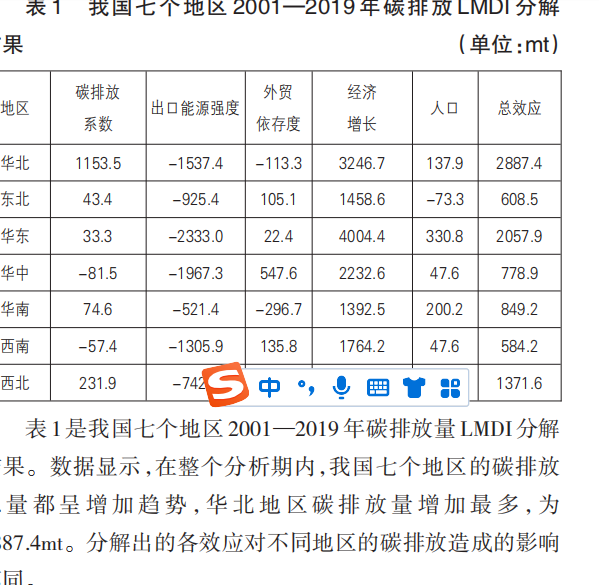 表1 我国七个地区2001—2019年碳排放LMDI分解
果 (单位:mt)
地区 碳排放系数 出口能源强度 外贸依存度 经济增长 人口 总效应
华北 1153.5 −1537.4 −113.3 3246.7 137.9 2887.4
东北 43.4 −925.4 105.1 1458.6 −73.3 608.5
华东 33.3 −2333.0 22.4 4004.4 330.8 2057.9
华中 −81.5 −1967.3 547.6 2232.6 47.6 778.9
华南 74.6 −521.4 −296.7 1392.5 200.2 849.2
西南 −57.4 −1305.9 135.8 1764.2 47.6 584.2
西北 231.9 −742 中 1371.6
表1是我国七个地区2001—2019年碳排放量LMDI分解
果。数据显示,在整个分析期内,我国七个地区的碳排放
量都呈增加趋势,华北地区碳排放量增加最多,为
87.4mt。分解出的各效应对不同地区的碳排放造成的影响
同。